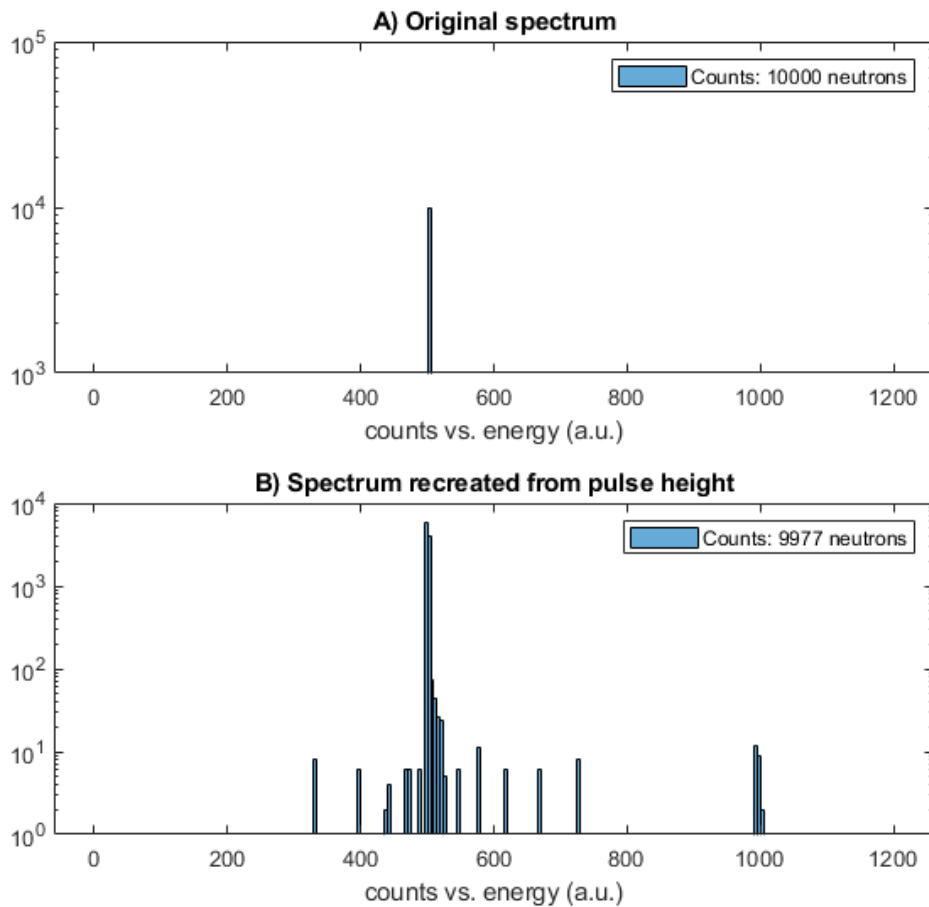 A) Original spectrum
10^5
10^4
10^3
Counts: 10000 neutrons
0 200 400 600 800 1000 1200
counts vs. energy (a.u.)
B) Spectrum recreated from pulse height
10^4
10^3
10^2
10^1
10^0
Counts: 9977 neutrons
0 200 400 600 800 1000 1200
counts vs. energy (a.u.)